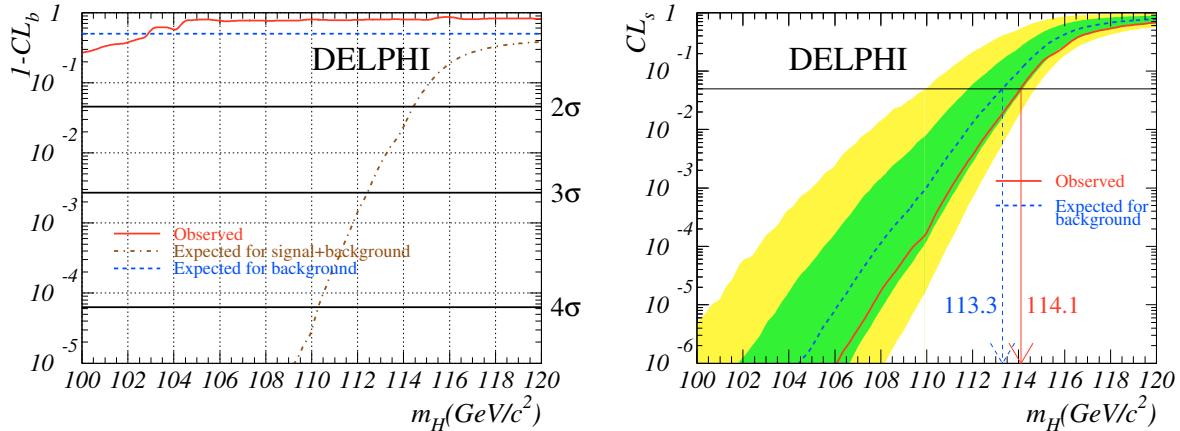 1-CL_b
1
10^-1
10^-2
10^-3
10^-4
10^-5
DELPHI
2σ
3σ
4σ
Observed
Expected for signal+background
Expected for background
100 102 104 106 108 110 112 114 116 118 120
m_H(GeV/c^2)
CL_s
1
10^-1
10^-2
10^-3
10^-4
10^-5
10^-6
DELPHI
Observed
Expected for
background
113.3 114.1
100 102 104 106 108 110 112 114 116 118 120
m_H(GeV/c^2)